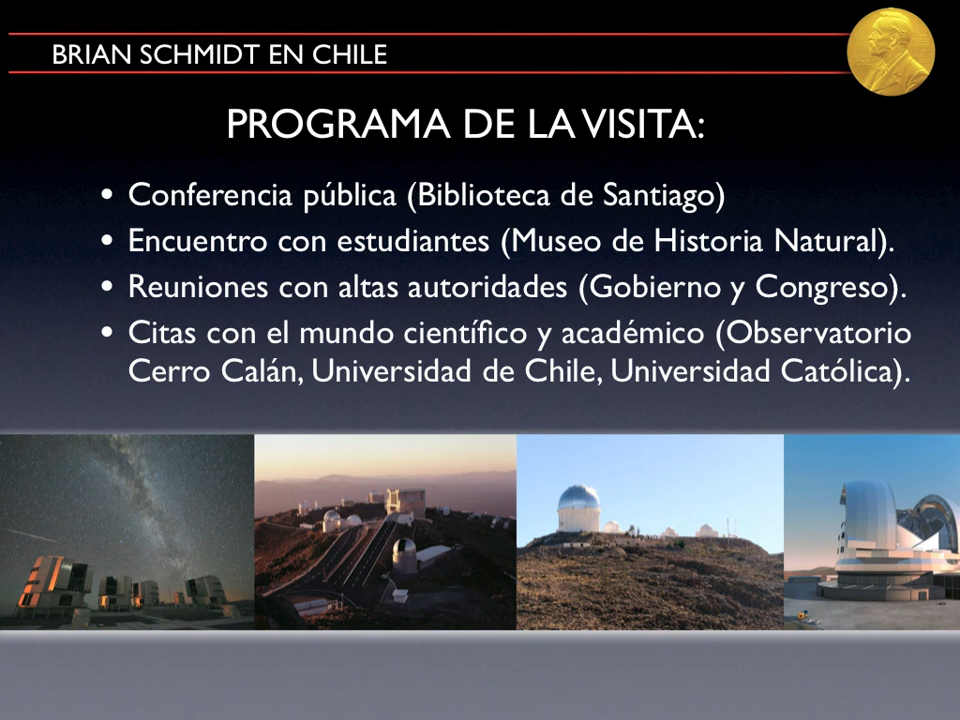 BRIAN SCHMIDT EN CHILE
PROGRAMA DE LA VISITA:
• Conferencia pública (Biblioteca de Santiago)
• Encuentro con estudiantes (Museo de Historia Natural).
• Reuniones con altas autoridades (Gobierno y Congreso).
• Citas con el mundo científico y académico (Observatorio
Cerro Calán, Universidad de Chile, Universidad Católica).